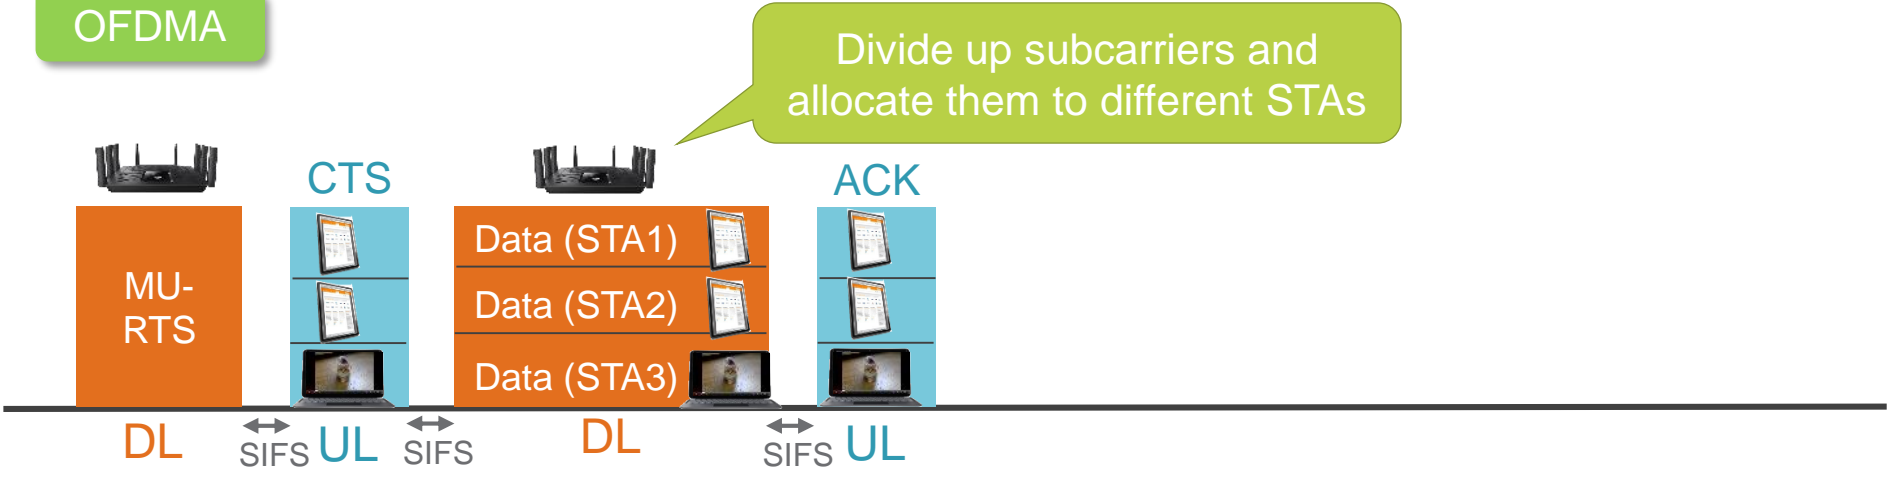 OFDMA
Divide up subcarriers and
allocate them to different STAs
CTS
ACK
MU-
RTS
Data (STA1)
Data (STA2)
Data (STA3)
DL
SIFS
UL
SIFS
DL
SIFS
UL